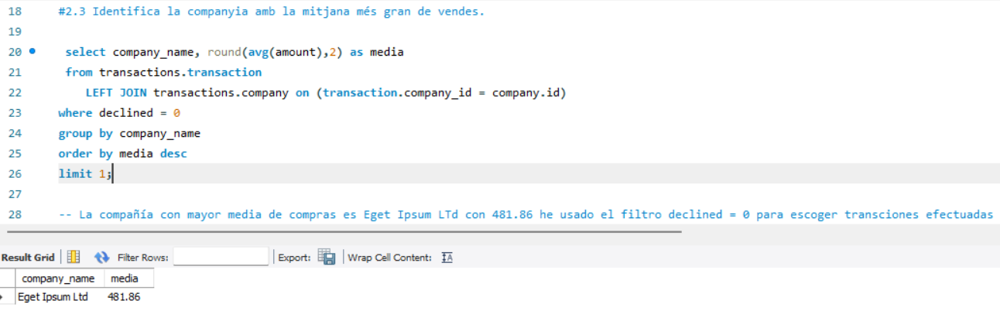 18 #2.3 Identifica la companyia amb la mitjana més gran de vendes.
19
20 select company_name, round(avg(amount),2) as media
21 from transactions.transaction
22 LEFT JOIN transactions.company on (transaction.company_id = company.id)
23 where declined = 0
24 group by company_name
25 order by media desc
26 limit 1;
27
28 -- La compañía con mayor media de compras es Eget Ipsum LTd con 481.86 he usado el filtro declined = 0 para escoger transciones efectuadas
Result Grid Filter Rows: Export: Wrap Cell Content: IA
company_name media
Eget Ipsum Ltd 481.86